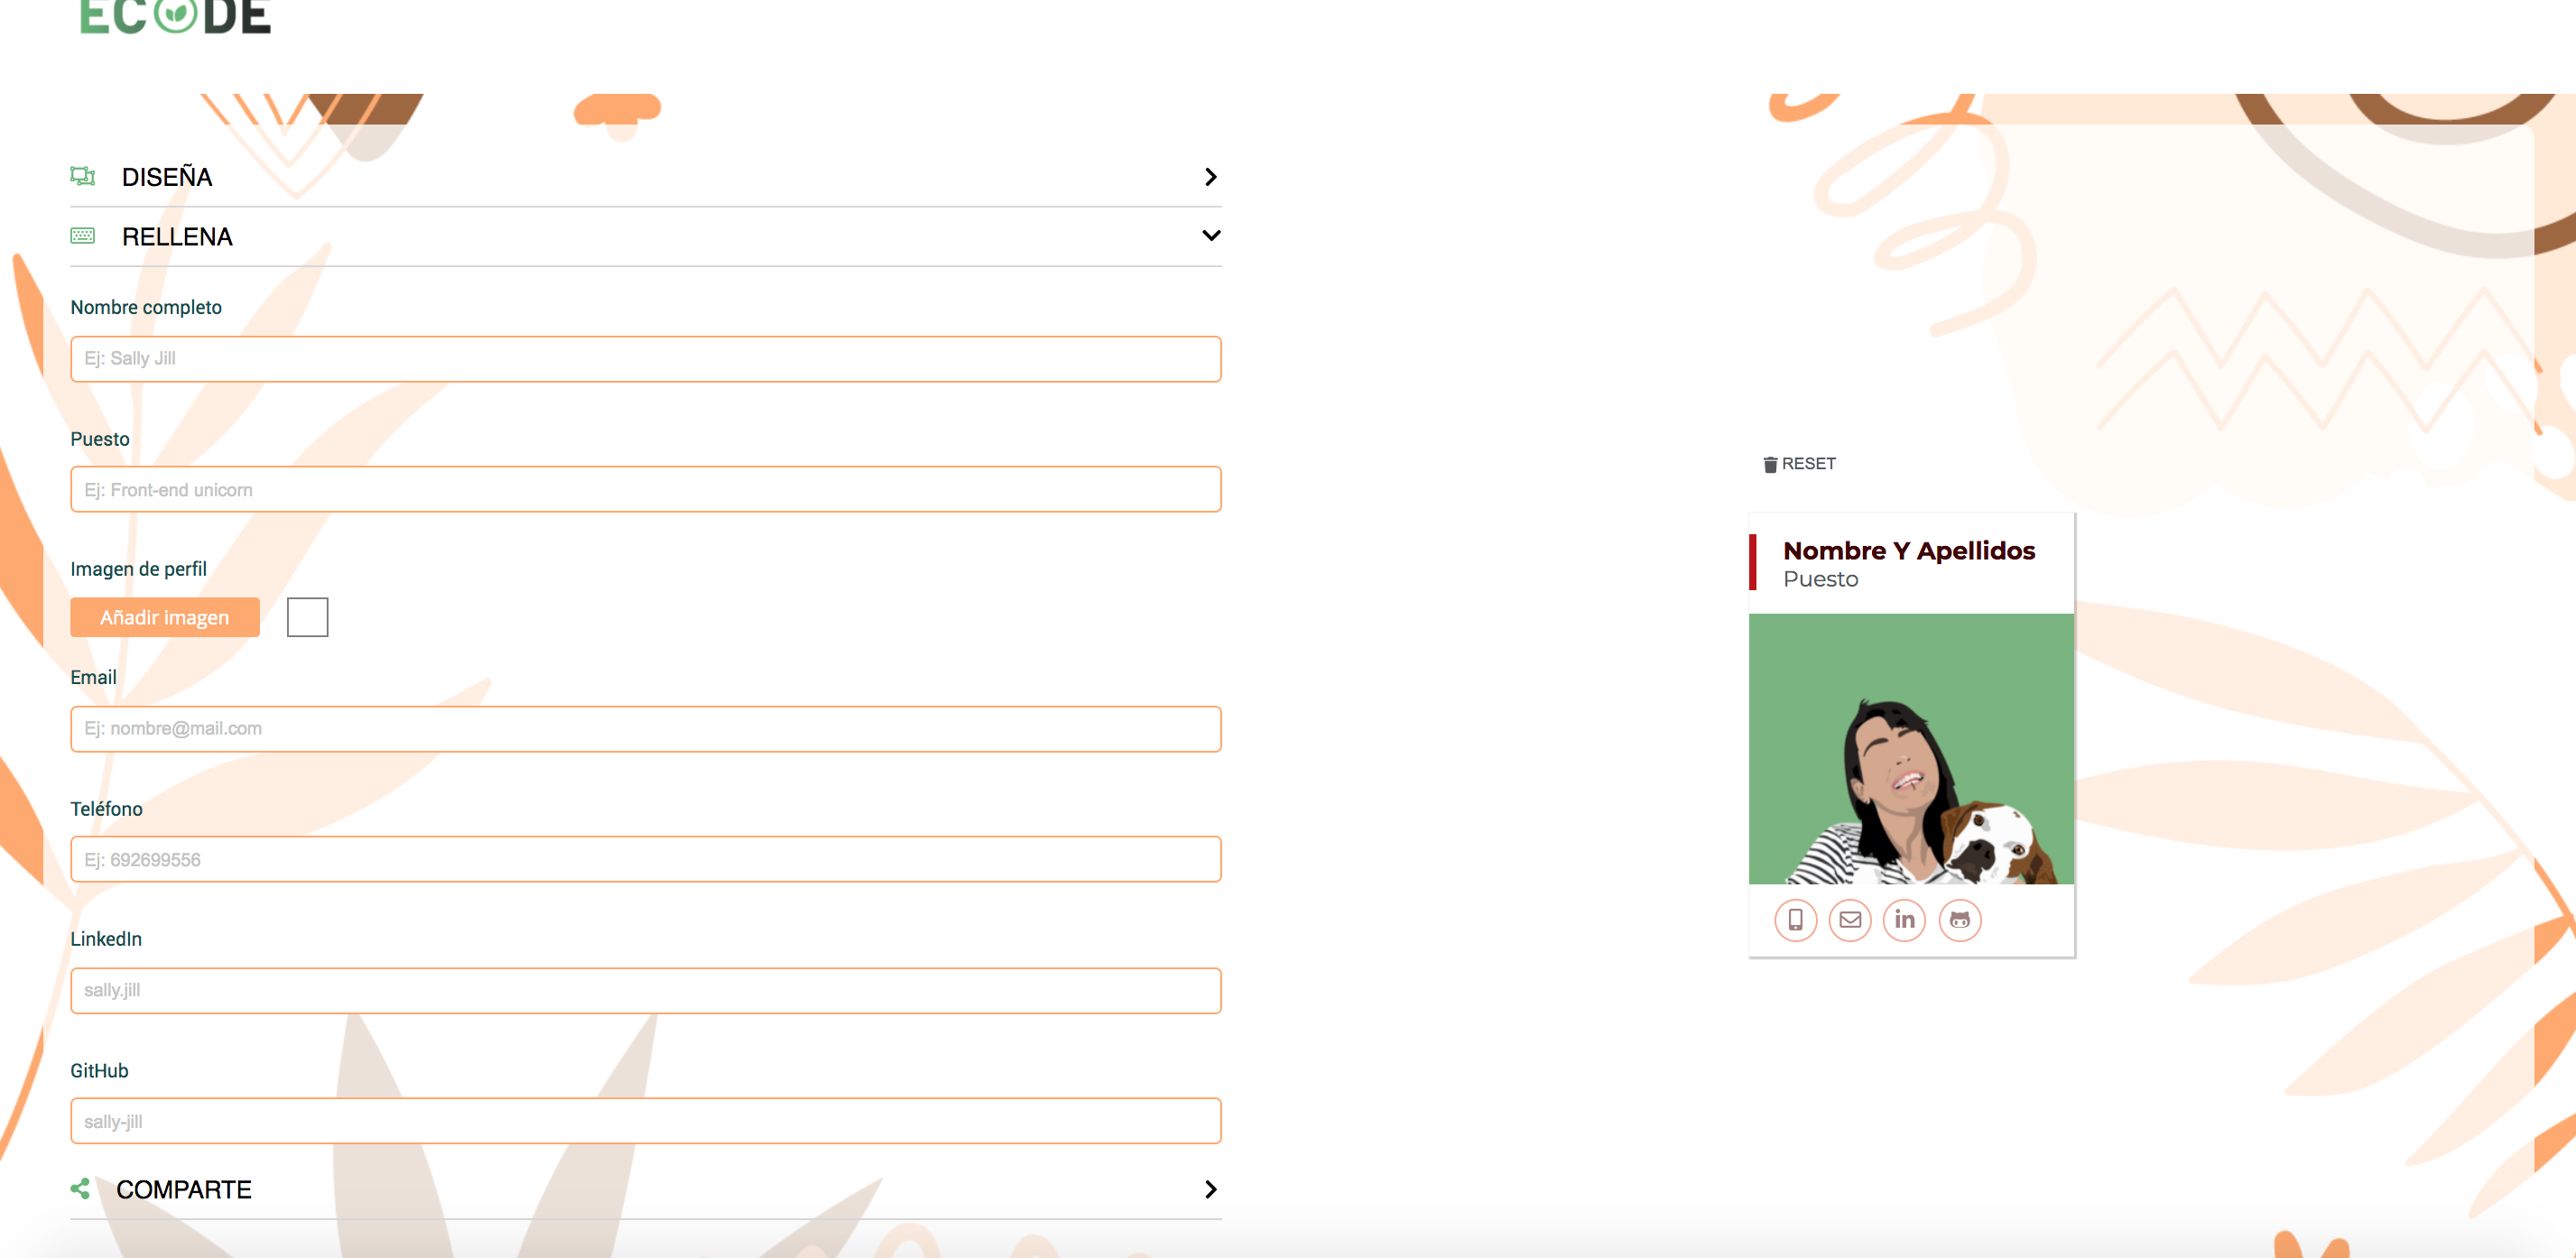 ECODE
DISEÑA
RELLENA
Nombre completo
Ej: Sally Jill
Puesto
Ej: Front-end unicorn
Imagen de perfil
Añadir imagen
Email
Ej: nombre@mail.com
Teléfono
Ej: 692699556
LinkedIn
sally.jill
GitHub
sally-jill
COMPARTE
RESET
Nombre Y Apellidos
Puesto
in